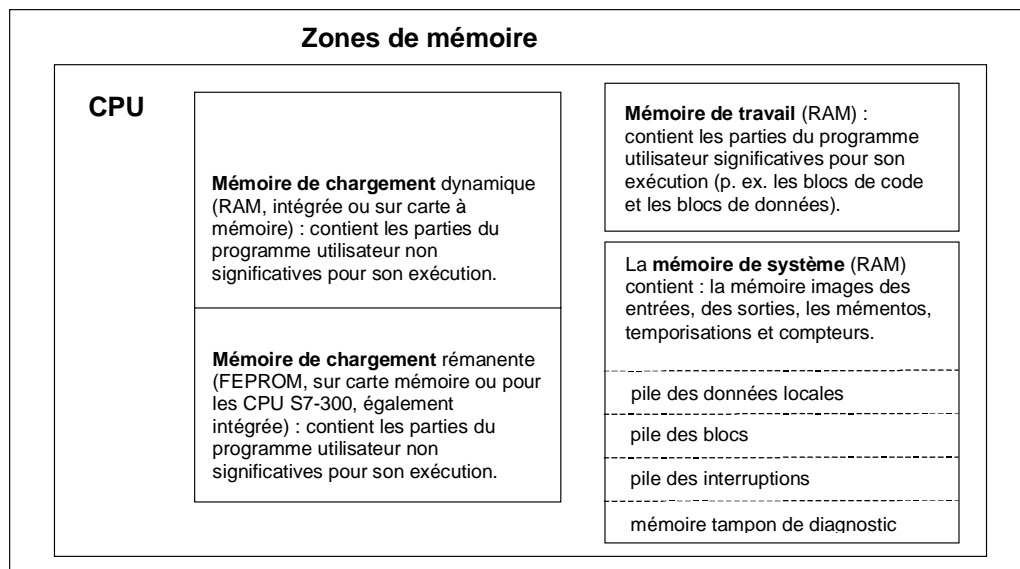 Zones de mémoire
CPU
Mémoire de chargement dynamique
(RAM, intégrée ou sur carte à
mémoire) : contient les parties du
programme utilisateur non
significatives pour son exécution.
Mémoire de chargement rémanente
(FEPROM, sur carte mémoire ou pour
les CPU S7-300, également
intégrée) : contient les parties du
programme utilisateur non
significatives pour son exécution.
Mémoire de travail (RAM) :
contient les parties du programme
utilisateur significatives pour son
exécution (p. ex. les blocs de code
et les blocs de données).
La mémoire de système (RAM)
contient : la mémoire images des
entrées, des sorties, les mémentos,
temporisations et compteurs.
pile des données locales
pile des blocs
pile des interruptions
mémoire tampon de diagnostic